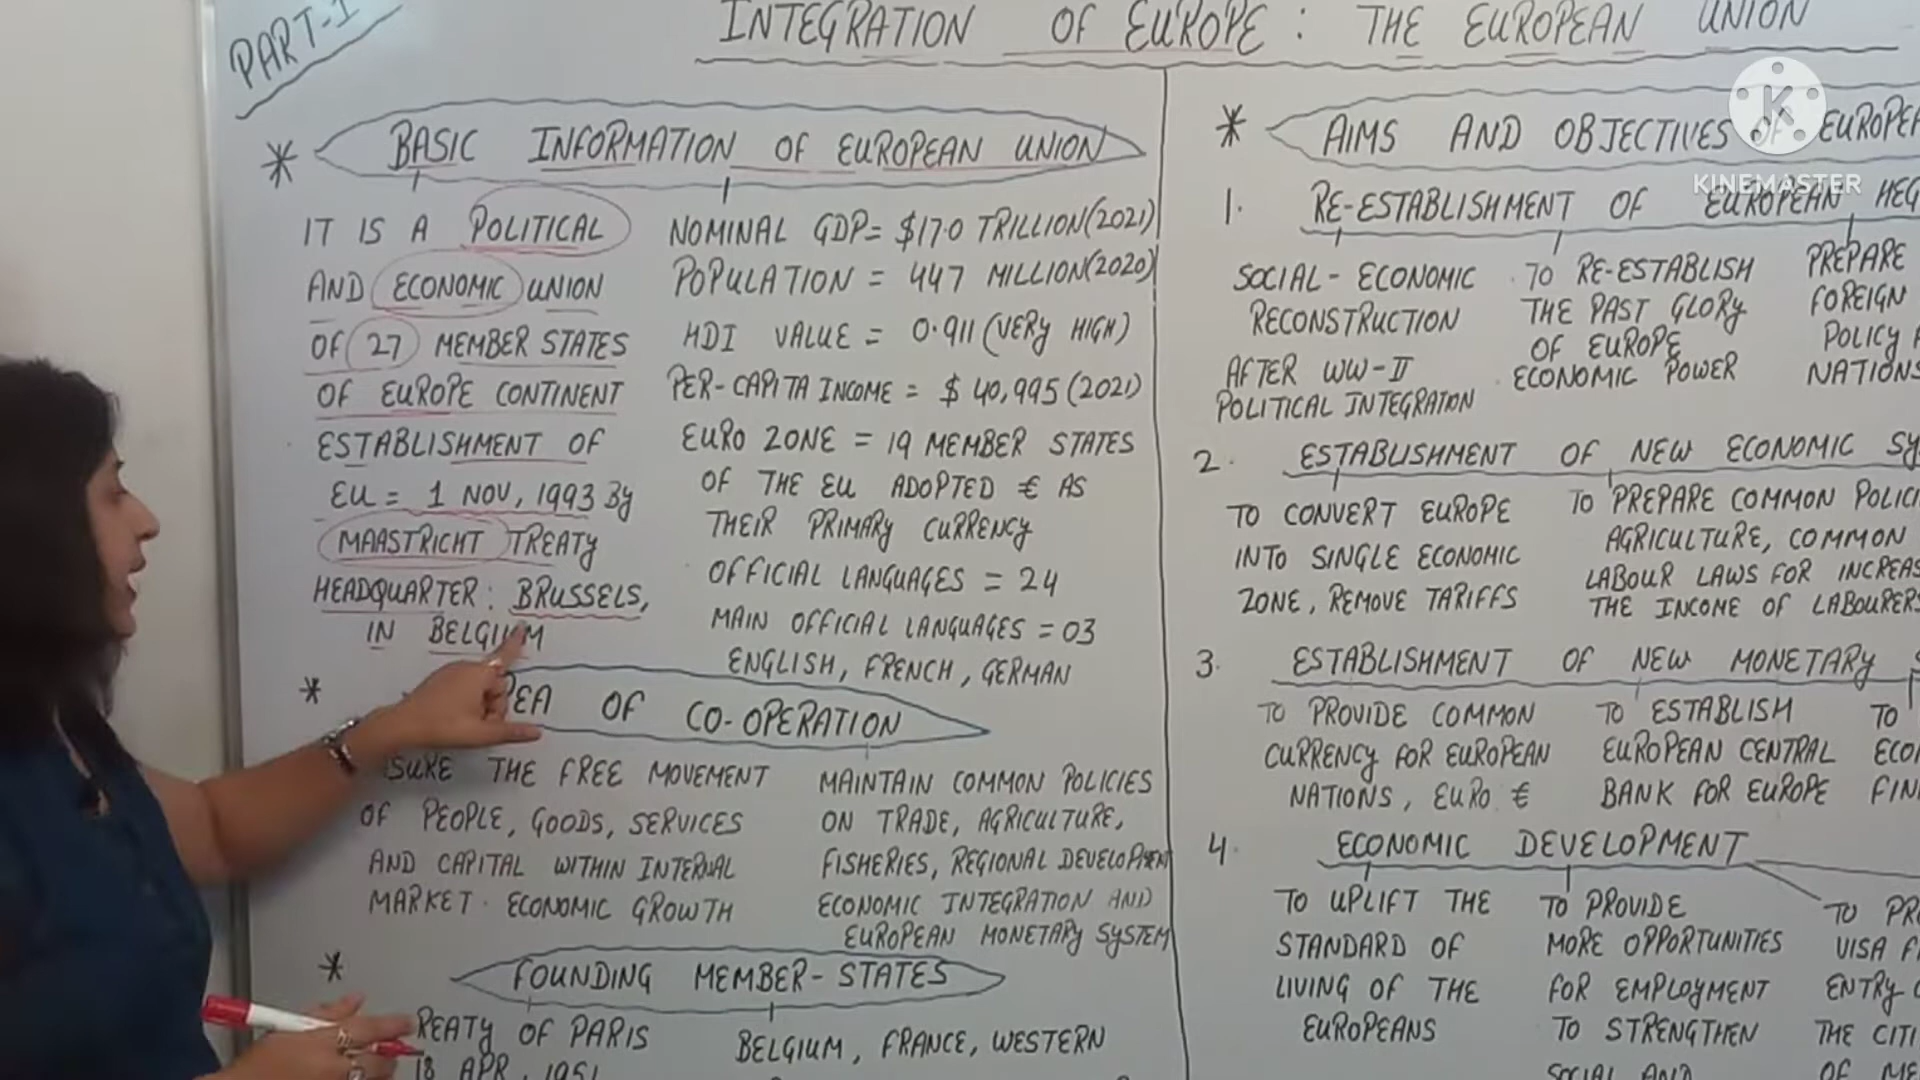 PART-I
INTEGRATION OF EUROPE: THE EUROPEAN UNION
* BASIC INFORMATION OF EUROPEAN UNION
IT IS A POLITICAL
AND ECONOMIC UNION
OF 27 MEMBER STATES
OF EUROPE CONTINENT
ESTABLISHMENT OF
EU = 1 NOV, 1993 By
MAASTRICHT TREATY
HEADQUARTER: BRUSSELS,
IN BELGIUM
NOMINAL GDP= $17.0 TRILLION(2021)
POPULATION = 447 MILLION(2020)
HDI VALUE = 0.911 (VERY HIGH)
PER-CAPITA INCOME = $ 40,995 (2021)
EURO ZONE = 19 MEMBER STATES
OF THE EU ADOPTED € AS
THEIR PRIMARY CURRENCY
OFFICIAL LANGUAGES = 24
MAIN OFFICIAL LANGUAGES = 03
ENGLISH, FRENCH, GERMAN
* OF CO-OPERATION
SURE THE FREE MOVEMENT
OF PEOPLE, GOODS, SERVICES
AND CAPITAL WITHIN INTERNAL
MARKET. ECONOMIC GROWTH
MAINTAIN COMMON POLICIES
ON TRADE, AGRICULTURE,
FISHERIES, REGIONAL DEVELOPMENT
ECONOMIC INTEGRATION AND
EUROPEAN MONETARY SYSTEM
* FOUNDING MEMBER-STATES
REATY OF PARIS
18 APR, 1951
BELGIUM, FRANCE, WESTERN
* AIMS AND OBJECTIVES OF EUROPEA
1. RE-ESTABLISHMENT OF EUROPEAN HEG
SOCIAL-ECONOMIC
RECONSTRUCTION
AFTER WW-II
POLITICAL INTEGRATION
TO RE-ESTABLISH
THE PAST GLORY
OF EUROPE
ECONOMIC POWER
PREPARE
FOREIGN
POLICY
NATIONS
2. ESTABLISHMENT OF NEW ECONOMIC SY
TO CONVERT EUROPE
INTO SINGLE ECONOMIC
ZONE, REMOVE TARIFFS
TO PREPARE COMMON POLICI
AGRICULTURE, COMMON
LABOUR LAWS FOR INCREAS
THE INCOME OF LABOURERS
3. ESTABLISHMENT OF NEW MONETARY
TO PROVIDE COMMON
CURRENCY FOR EUROPEAN
NATIONS, EURO €
TO ESTABLISH
EUROPEAN CENTRAL
BANK FOR EUROPE
TO
ECO
FIN
4. ECONOMIC DEVELOPMENT
TO UPLIFT THE
STANDARD OF
LIVING OF THE
EUROPEANS
TO PROVIDE
MORE OPPORTUNITIES
FOR EMPLOYMENT
TO STRENGTHEN
SOCIAL AND
TO PR
VISA F
ENTRY
THE CITI
OF ME
K
KINEMASTER